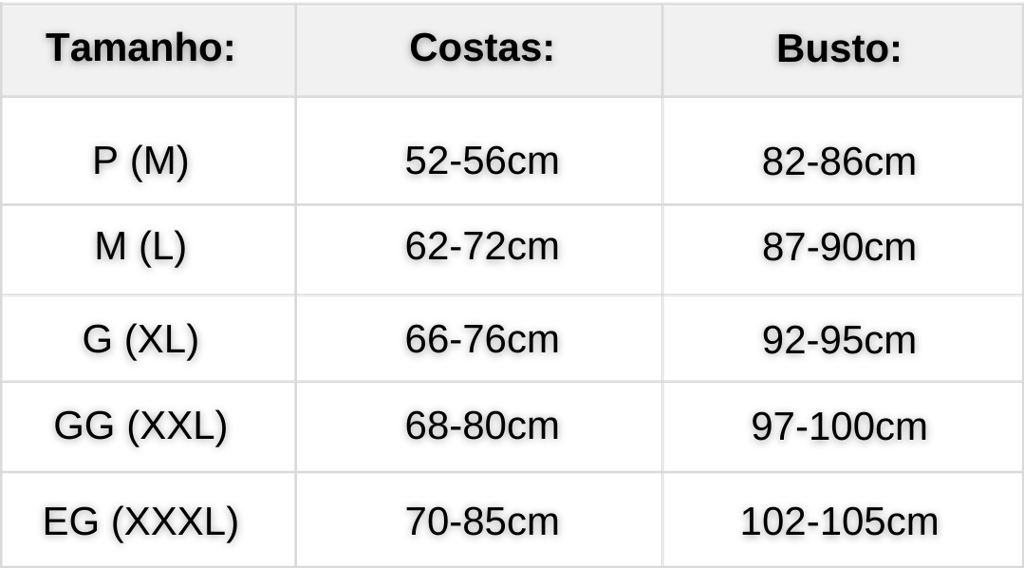 Tamanho: Costas: Busto:
P (M) 52-56cm 82-86cm
M (L) 62-72cm 87-90cm
G (XL) 66-76cm 92-95cm
GG (XXL) 68-80cm 97-100cm
EG (XXXL) 70-85cm 102-105cm